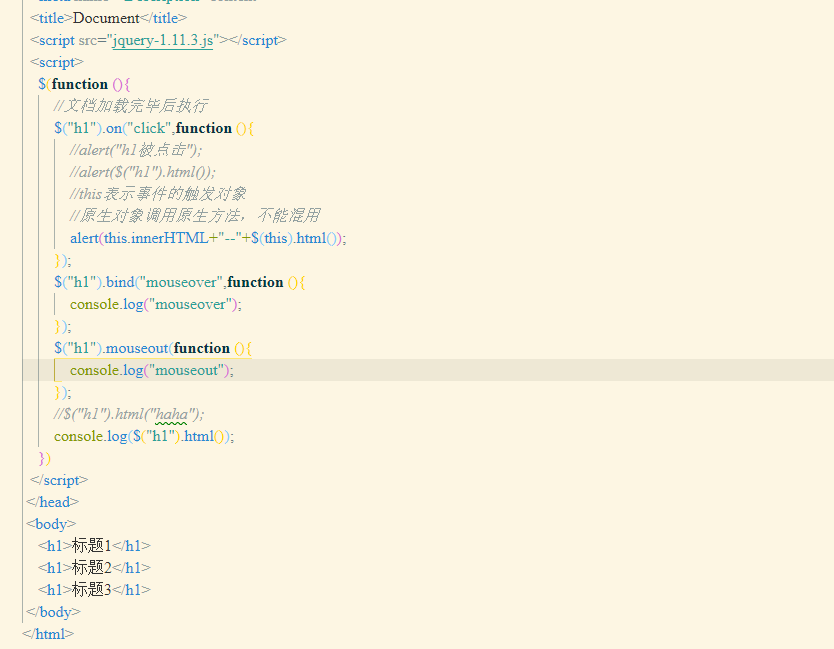 <title>Document</title>
<script src="jquery-1.11.3.js"></script>
<script>
$(function (){
//文档加载完毕后执行
$("h1").on("click",function (){
//alert("h1被点击");
//alert($("h1").html());
//this表示事件的触发对象
//原生对象调用原生方法，不能混用
alert(this.innerHTML+"--"+$(this).html());
});
$("h1").bind("mouseover",function (){
console.log("mouseover");
});
$("h1").mouseout(function (){
console.log("mouseout");
});
//$("h1").html("haha");
console.log($("h1").html());
})
</script>
</head>
<body>
<h1>标题1</h1>
<h1>标题2</h1>
<h1>标题3</h1>
</body>
</html>